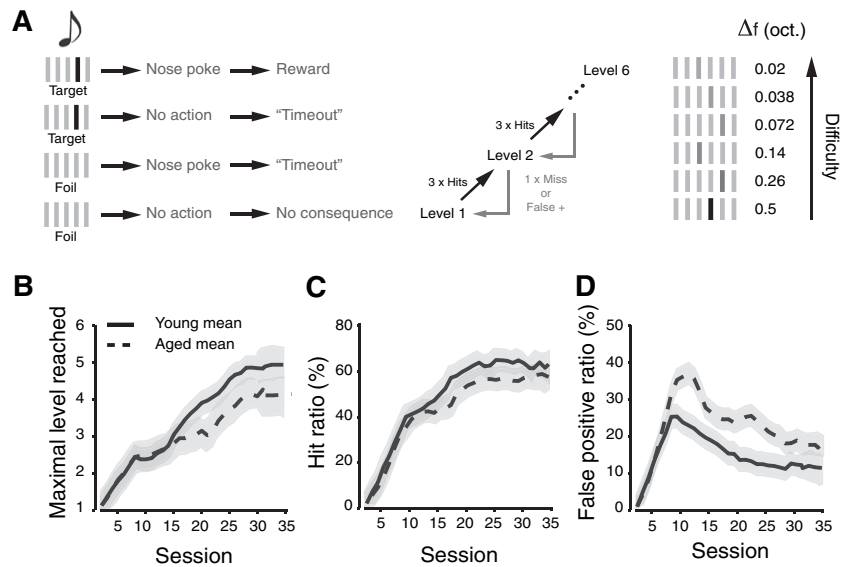 A
Target
Nose poke
Reward
Target
No action
“Timeout”
Foil
Nose poke
“Timeout”
Foil
No action
No consequence
Level 6
3 x Hits
Level 2
3 x Hits
1 x Miss
or
False +
Level 1
Δf (oct.)
0.02
0.038
0.072
0.14
0.26
0.5
Difficulty
B
Maximal level reached
6
5
4
3
2
1
Young mean
Aged mean
5 10 15 20 25 30 35
Session
C
Hit ratio (%)
80
60
40
20
0
5 10 15 20 25 30 35
Session
D
False positive ratio (%)
50
40
30
20
10
0
5 10 15 20 25 30 35
Session